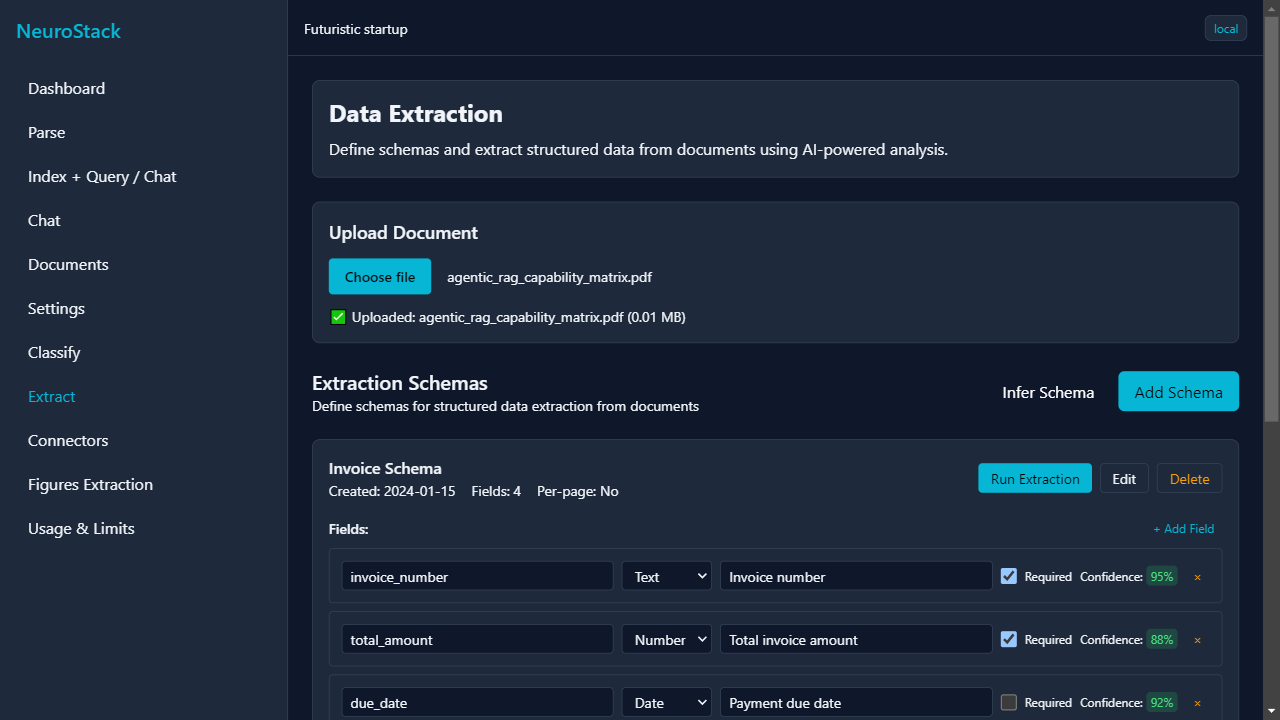 NeuroStack
Dashboard
Parse
Index + Query / Chat
Chat
Documents
Settings
Classify
Extract
Connectors
Figures Extraction
Usage & Limits
Futuristic startup
local
Data Extraction
Define schemas and extract structured data from documents using AI-powered analysis.
Upload Document
Choose file agentic_rag_capability_matrix.pdf
✅ Uploaded: agentic_rag_capability_matrix.pdf (0.01 MB)
Extraction Schemas
Define schemas for structured data extraction from documents
Infer Schema Add Schema
Invoice Schema
Created: 2024-01-15 Fields: 4 Per-page: No
Run Extraction Edit Delete
Fields: + Add Field
invoice_number Text Invoice number Required Confidence: 95% ×
total_amount Number Total invoice amount Required Confidence: 88% ×
due_date Date Payment due date Required Confidence: 92% ×